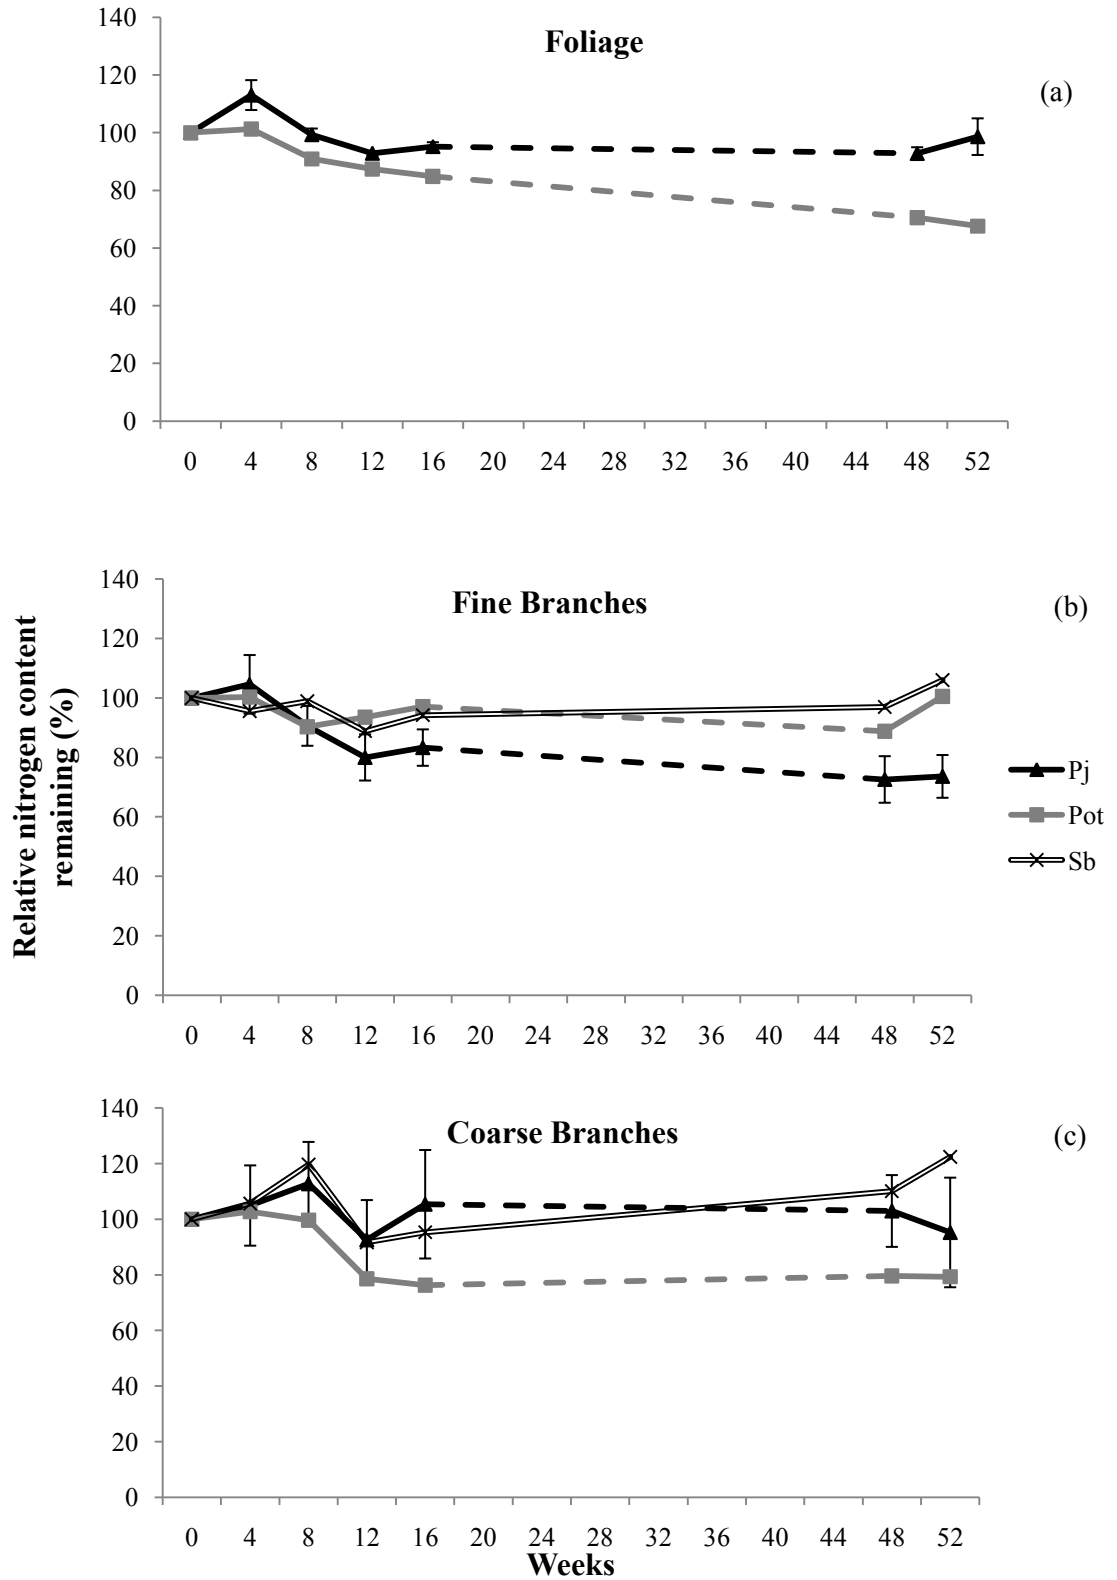 Foliage
(a)
140
120
100
80
60
40
20
0
0 4 8 12 16 20 24 28 32 36 40 44 48 52
Relative nitrogen content
remaining (%)
Fine Branches
(b)
140
120
100
80
60
40
20
0
0 4 8 12 16 20 24 28 32 36 40 44 48 52
Pj
Pot
Sb
Coarse Branches
(c)
140
120
100
80
60
40
20
0
0 4 8 12 16 20 24 28 32 36 40 44 48 52
Weeks